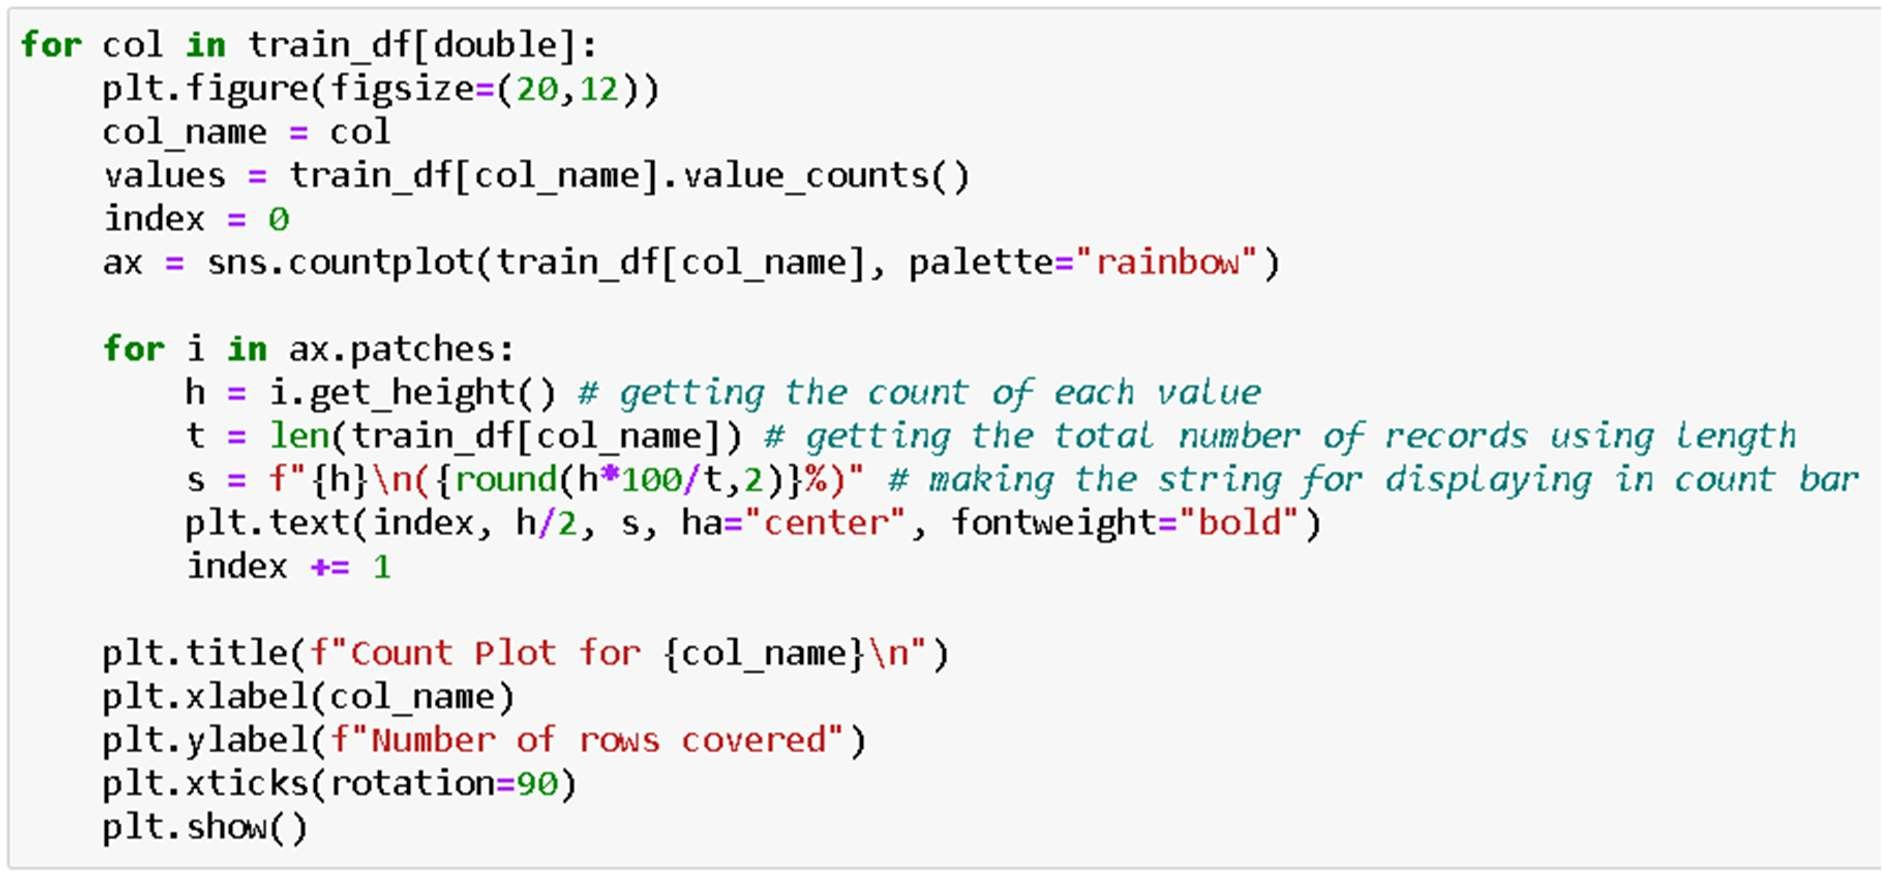 for col in train_df[double]:
    plt.figure(figsize=(20,12))
    col_name = col
    values = train_df[col_name].value_counts()
    index = 0
    ax = sns.countplot(train_df[col_name], palette="rainbow")

    for i in ax.patches:
        h = i.get_height() # getting the count of each value
        t = len(train_df[col_name]) # getting the total number of records using length
        s = f"{h}\n({round(h*100/t,2)}%)" # making the string for displaying in count bar
        plt.text(index, h/2, s, ha="center", fontweight="bold")
        index += 1

    plt.title(f"Count Plot for {col_name}\n")
    plt.xlabel(col_name)
    plt.ylabel(f"Number of rows covered")
    plt.xticks(rotation=90)
    plt.show()